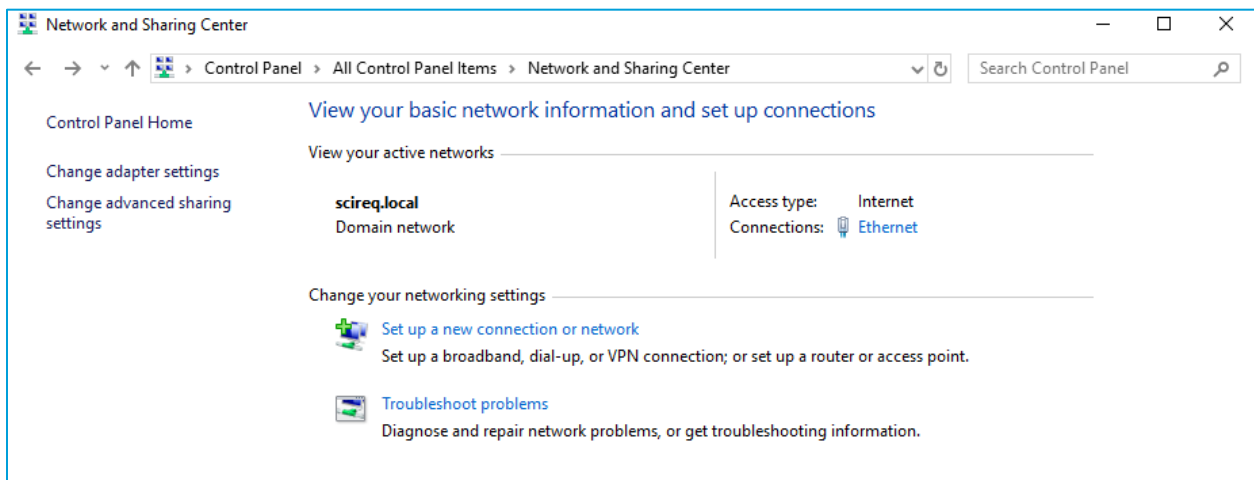 Network and Sharing Center
Control Panel > All Control Panel Items > Network and Sharing Center
Search Control Panel
Control Panel Home
Change adapter settings
Change advanced sharing
settings
View your basic network information and set up connections
View your active networks
scireq.local
Domain network
Access type: Internet
Connections: Ethernet
Change your networking settings
Set up a new connection or network
Set up a broadband, dial-up, or VPN connection; or set up a router or access point.
Troubleshoot problems
Diagnose and repair network problems, or get troubleshooting information.